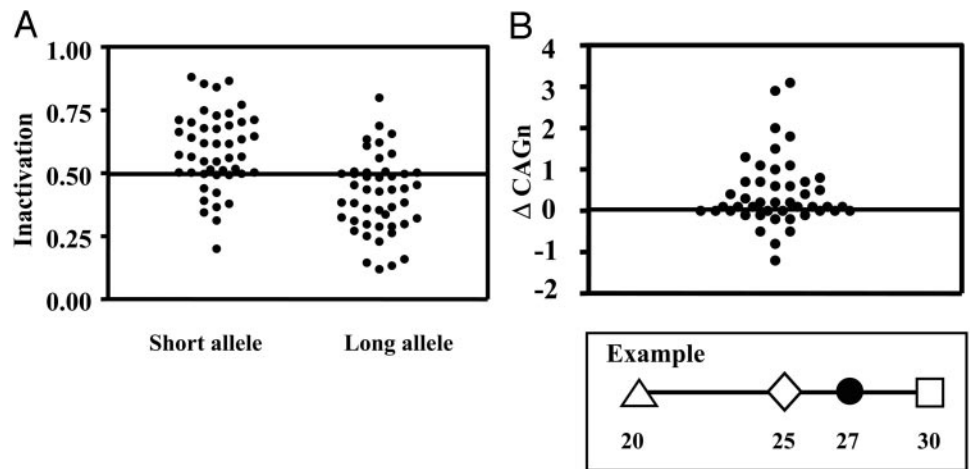 A
1.00
0.75
0.50
0.25
0.00
Inactivation
Short allele
Long allele
B
4
3
2
1
0
-1
-2
Δ CAGn
Example
20
25
27
30